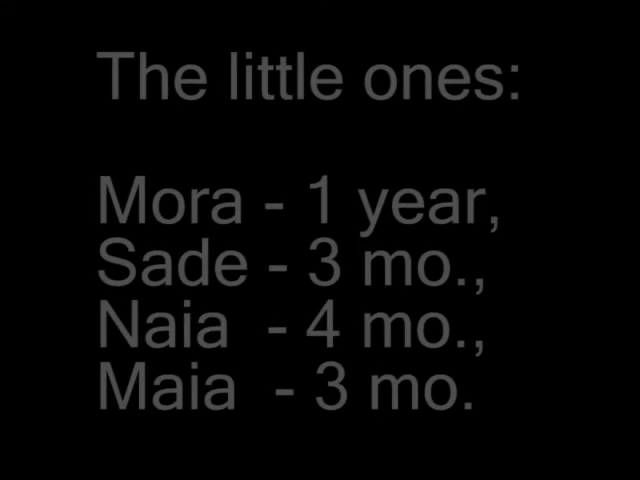 The little ones:
Mora - 1 year,
Sade - 3 mo.,
Naia  - 4 mo.,
Maia  - 3 mo.